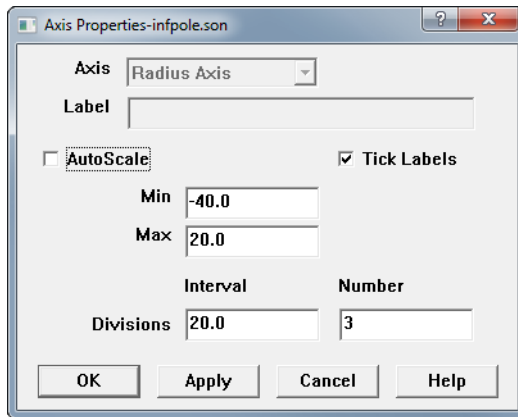 Axis Properties-infpole.son
?
X
Axis Radius Axis
Label
AutoScale Tick Labels
Min -40.0
Max 20.0
Interval Number
Divisions 20.0 3
OK Apply Cancel Help